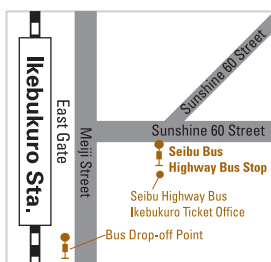 Ikebukuro Sta.
East Gate
Meiji Street
Sunshine 60 Street
Sunshine 60 Street
Seibu Bus
Highway Bus Stop
Seibu Highway Bus
Ikebukuro Ticket Office
Bus Drop-off Point